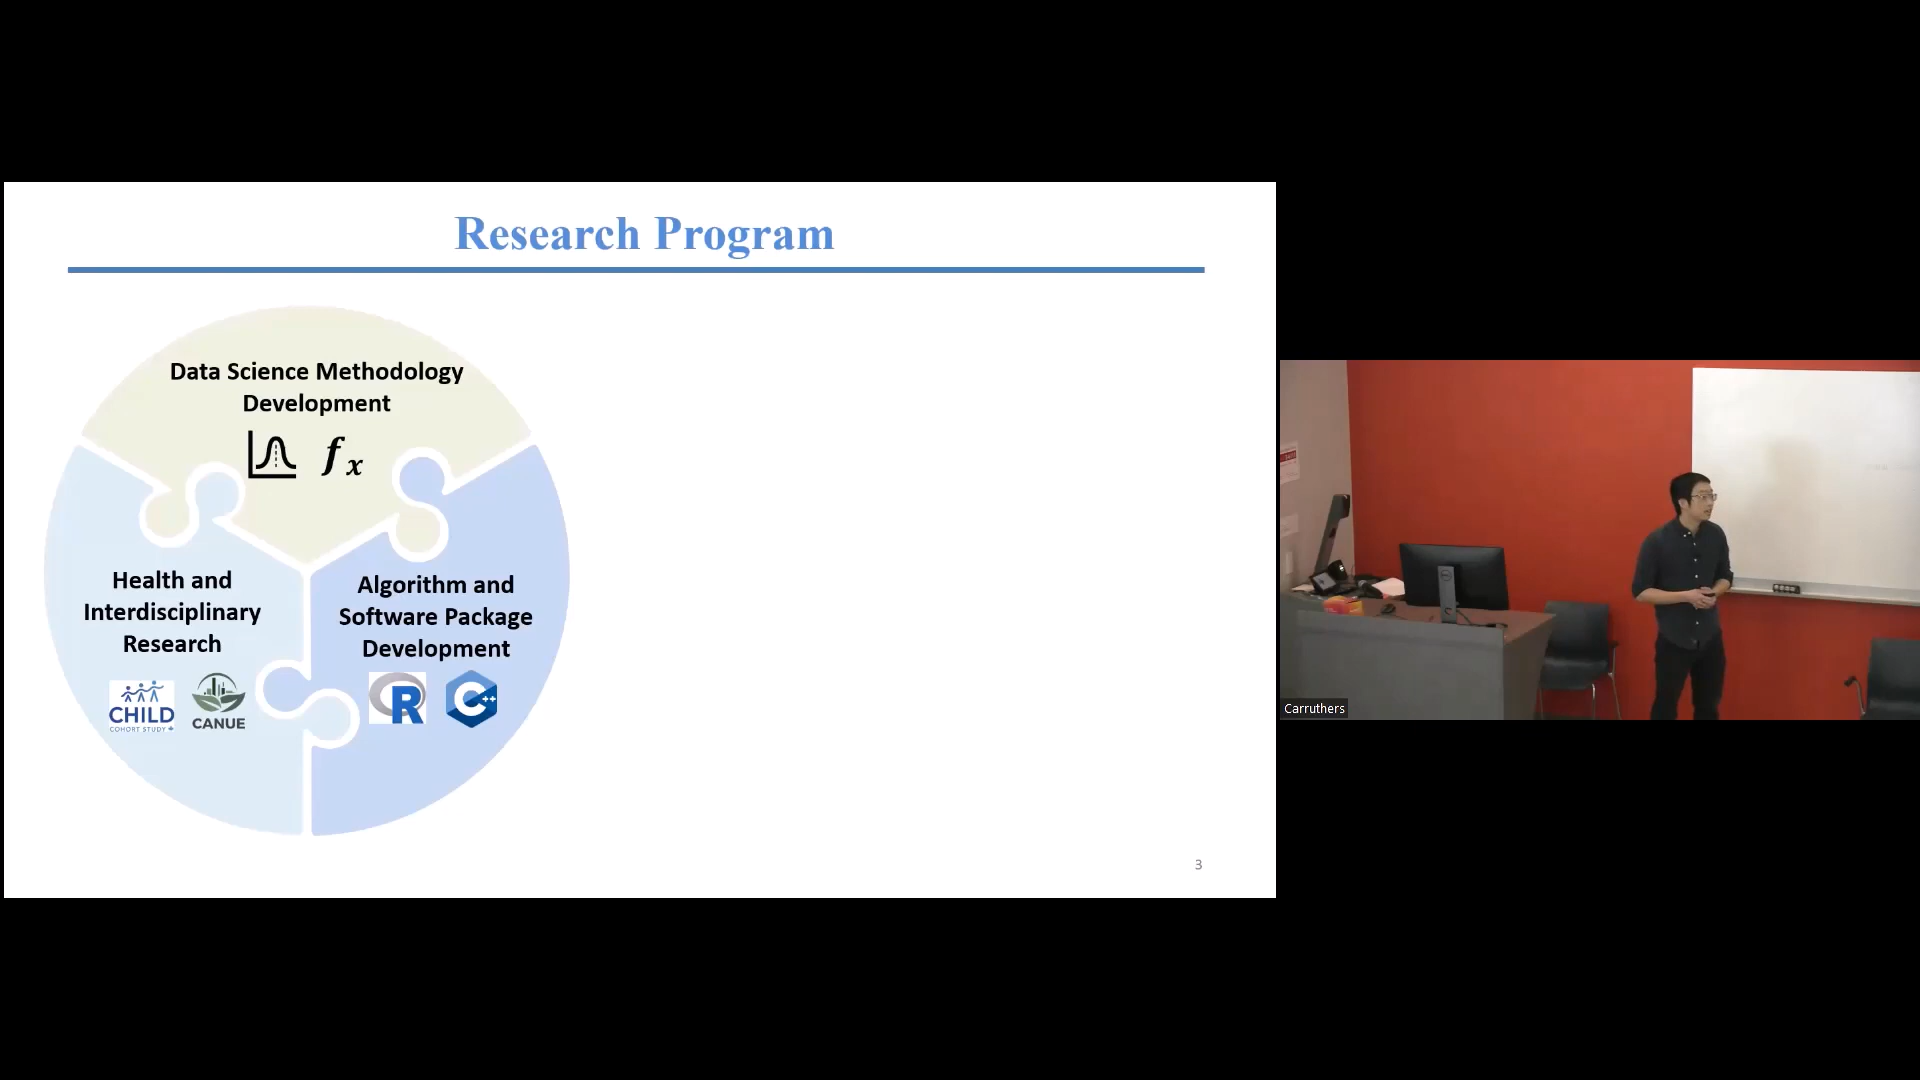 Research Program
Data Science Methodology
Development
f x
Health and
Interdisciplinary
Research
CHILD
COHORT STUDY
CANUE
Algorithm and
Software Package
Development
R
C++
3
Carruthers